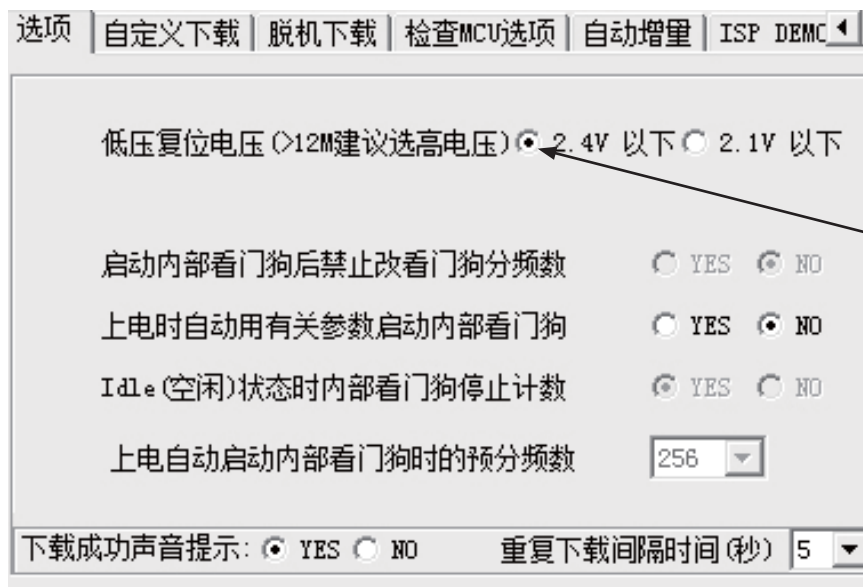 选项 自定义下载 脱机下载 检查MCU选项 自动增量 ISP DEMO
低压复位电压(>12M建议选高电压) 2.4V 以下 2.1V 以下
启动内部看门狗后禁止改看门狗分频数 YES NO
上电时自动用有关参数启动内部看门狗 YES NO
Idle(空闲)状态时内部看门狗停止计数 YES NO
上电自动启动内部看门狗时的预分频数 256
下载成功声音提示: YES NO 重复下载间隔时间(秒) 5